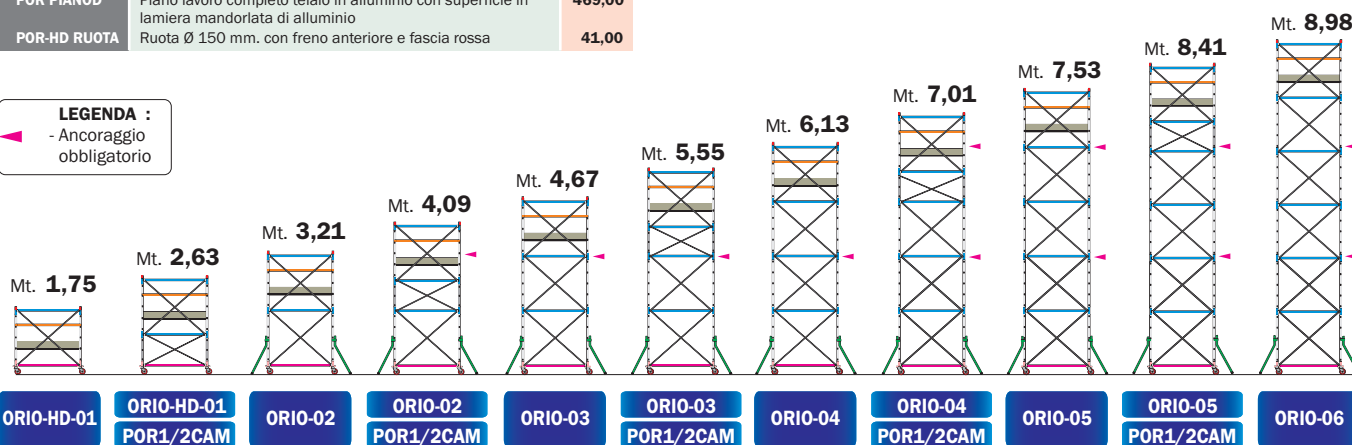 POR PIANOD Piano lavoro completo telaio in alluminio con superficie in 469,00
lamiera mandorlata di alluminio
POR-HD RUOTA Ruota Ø 150 mm. con freno anteriore e fascia rossa 41,00
LEGENDA :
- Ancoraggio
obbligatorio
Mt. 1,75
Mt. 2,63
Mt. 3,21
Mt. 4,09
Mt. 4,67
Mt. 5,55
Mt. 6,13
Mt. 7,01
Mt. 7,53
Mt. 8,41
Mt. 8,98
ORIO-HD-01
ORIO-HD-01
POR1/2CAM
ORIO-02
ORIO-02
POR1/2CAM
ORIO-03
ORIO-03
POR1/2CAM
ORIO-04
ORIO-04
POR1/2CAM
ORIO-05
ORIO-05
POR1/2CAM
ORIO-06